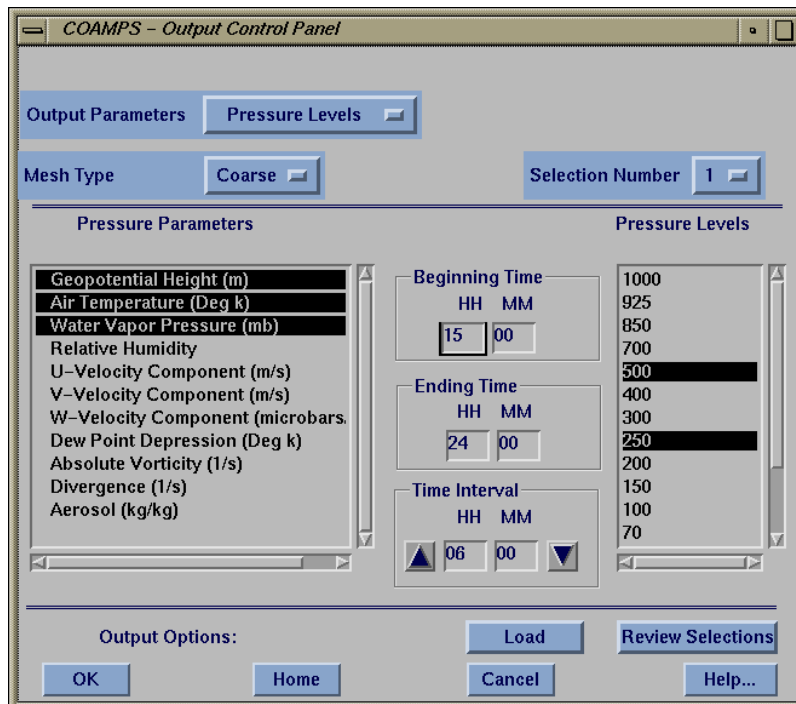 COAMPS – Output Control Panel
Output Parameters Pressure Levels
Mesh Type Coarse Selection Number 1
Pressure Parameters
Geopotential Height (m)
Air Temperature (Deg k)
Water Vapor Pressure (mb)
Relative Humidity
U–Velocity Component (m/s)
V–Velocity Component (m/s)
W–Velocity Component (microbars.
Dew Point Depression (Deg k)
Absolute Vorticity (1/s)
Divergence (1/s)
Aerosol (kg/kg)
Beginning Time
HH MM
15 00
Ending Time
HH MM
24 00
Time Interval
HH MM
06 00
Pressure Levels
1000
925
850
700
500
400
300
250
200
150
100
70
Output Options: Load Review Selections
OK Home Cancel Help...